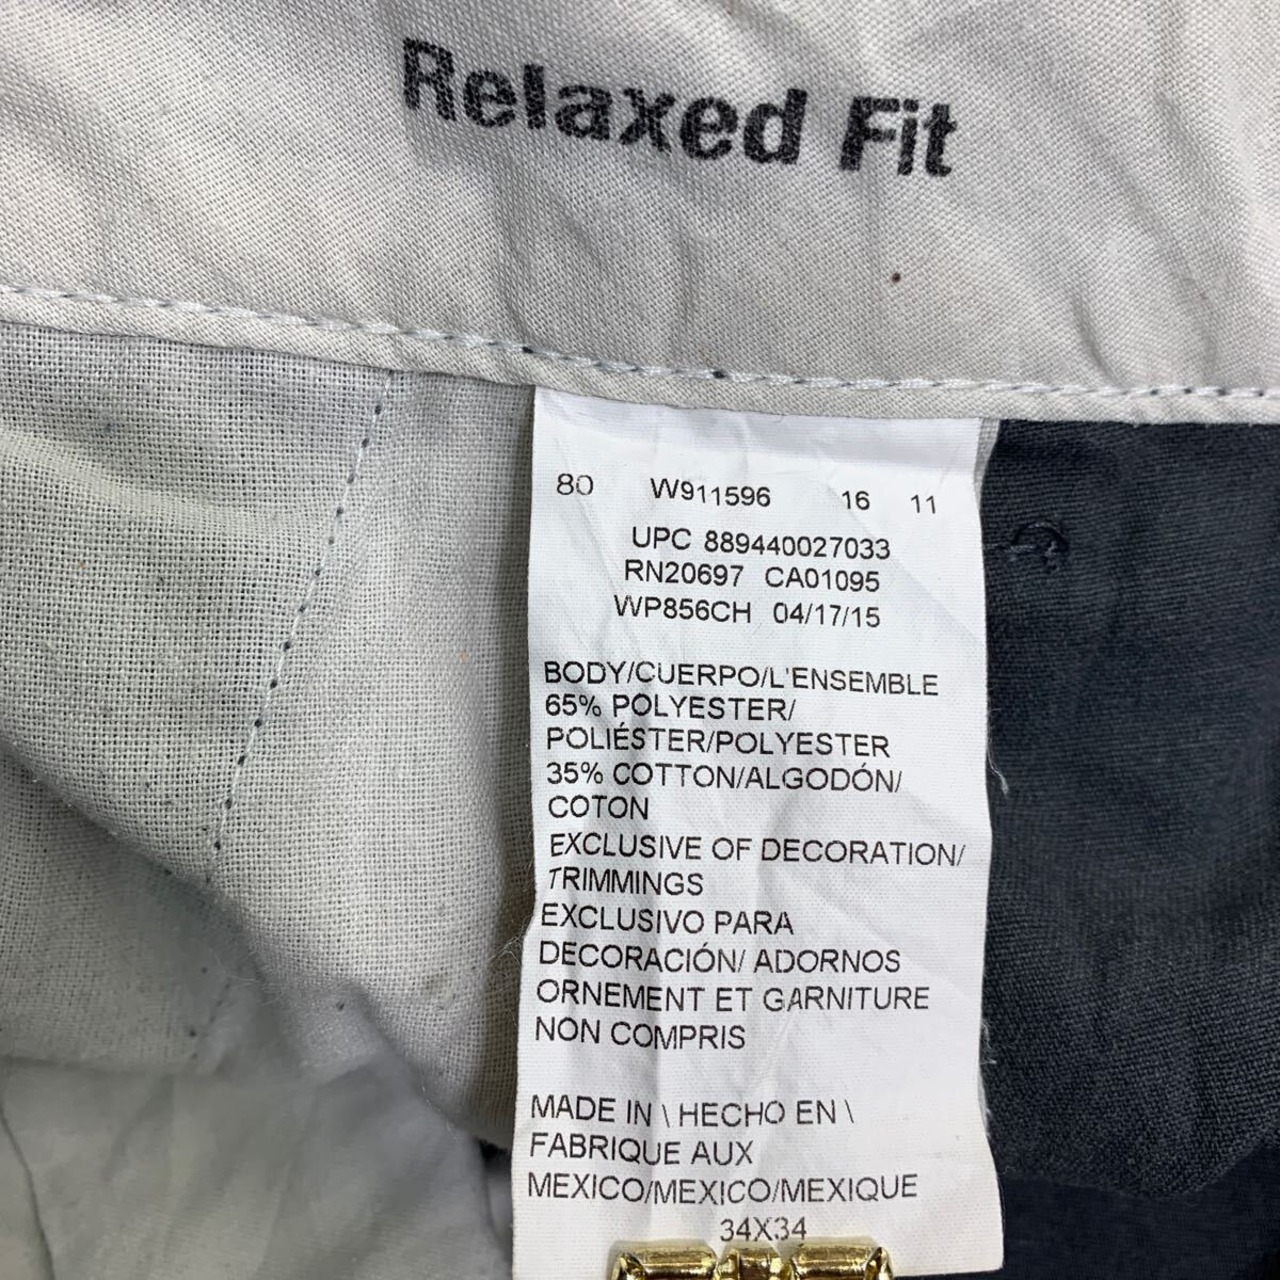 Relaxed Fit
80 W911596 16 11
UPC 889440027033
RN20697 CA01095
WP856CH 04/17/15
BODY/CUERPO/L'ENSEMBLE
65% POLYESTER/
POLIÉSTER/POLYESTER
35% COTTON/ALGODÓN/
COTON
EXCLUSIVE OF DECORATION/
TRIMMINGS
EXCLUSIVO PARA
DECORACIÓN/ ADORNOS
ORNEMENT ET GARNITURE
NON COMPRIS
MADE IN \ HECHO EN \
FABRIQUE AUX
MEXICO/MEXICO/MEXIQUE
34X34